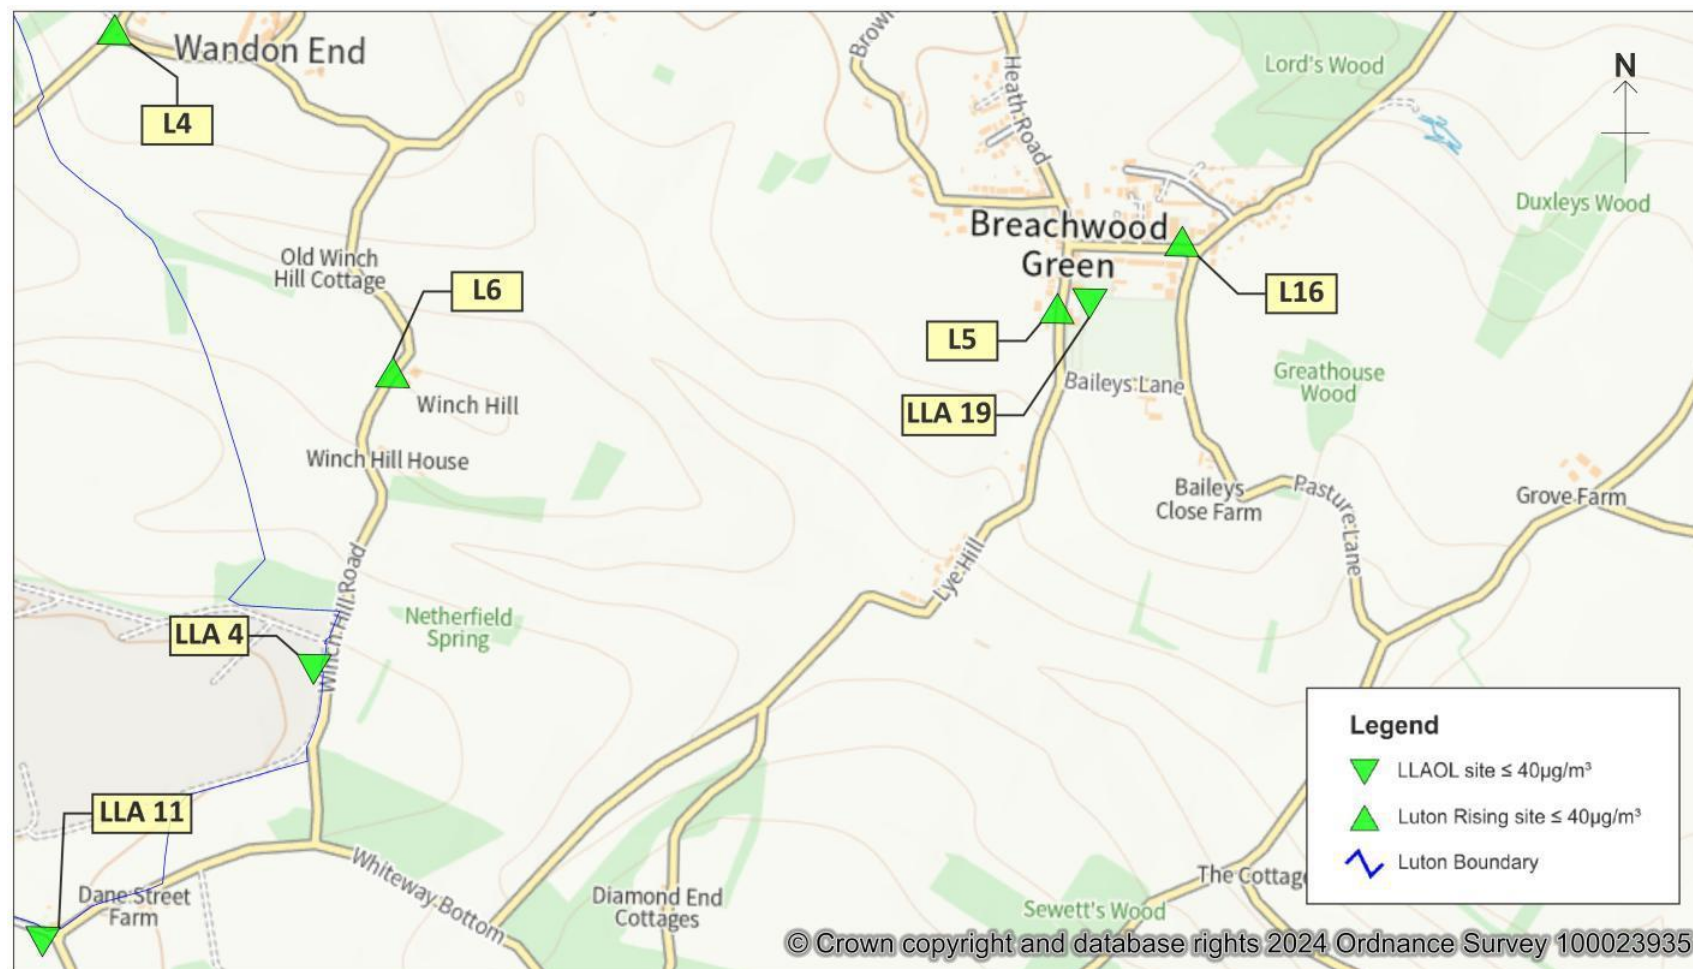 Wandon End
L4
Brown
Heath Road
Lord's Wood
N
Duxleys Wood
Breachwood
Green
Old Winch
Hill Cottage
L6
L16
L5
LLA 19
Baileys Lane
Greathouse
Wood
Winch Hill
Winch Hill House
Baileys
Close Farm
Pasture Lane
Grove Farm
Winch Hill Road
Lye Hill
Netherfield
Spring
LLA 4
Legend
LLAOL site ≤ 40µg/m³
Luton Rising site ≤ 40µg/m³
Luton Boundary
LLA 11
Dane Street
Farm
Whiteway Bottom
Diamond End
Cottages
The Cottage
Sewett's Wood
© Crown copyright and database rights 2024 Ordnance Survey 100023935